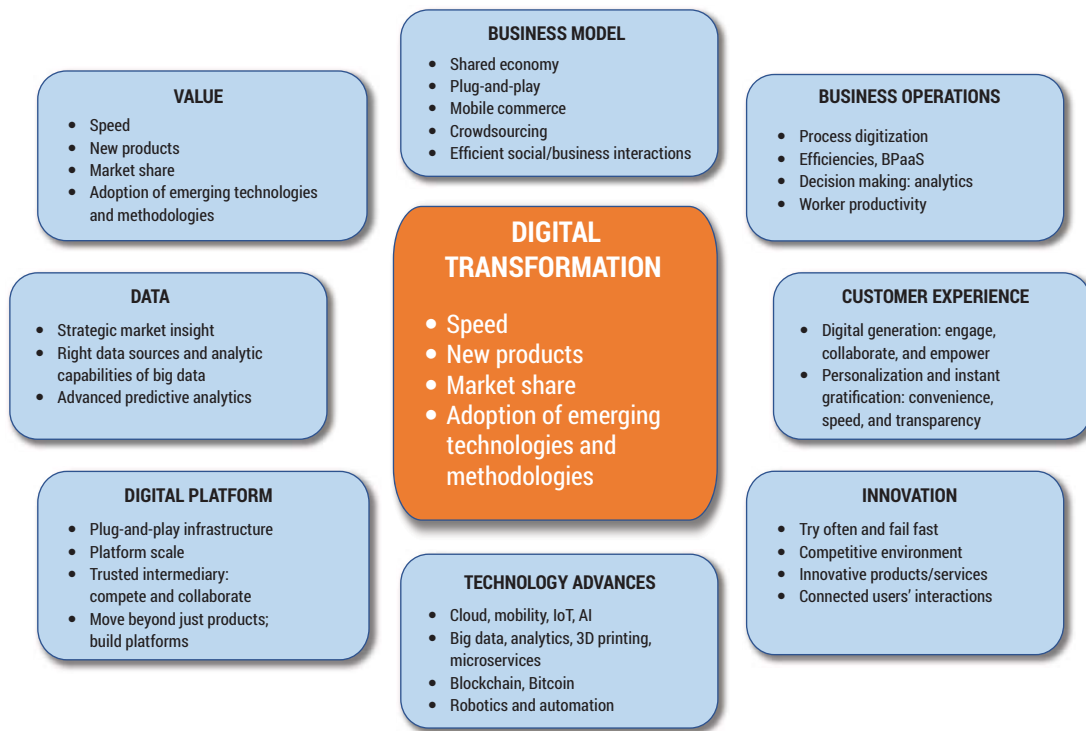 BUSINESS MODEL
• Shared economy
• Plug-and-play
• Mobile commerce
• Crowdsourcing
• Efficient social/business interactions
VALUE
• Speed
• New products
• Market share
• Adoption of emerging technologies
and methodologies
BUSINESS OPERATIONS
• Process digitization
• Efficiencies, BPaaS
• Decision making: analytics
• Worker productivity
DIGITAL
TRANSFORMATION
• Speed
• New products
• Market share
• Adoption of emerging
technologies and
methodologies
DATA
• Strategic market insight
• Right data sources and analytic
capabilities of big data
• Advanced predictive analytics
CUSTOMER EXPERIENCE
• Digital generation: engage,
collaborate, and empower
• Personalization and instant
gratification: convenience,
speed, and transparency
DIGITAL PLATFORM
• Plug-and-play infrastructure
• Platform scale
• Trusted intermediary:
compete and collaborate
• Move beyond just products;
build platforms
INNOVATION
• Try often and fail fast
• Competitive environment
• Innovative products/services
• Connected users’ interactions
TECHNOLOGY ADVANCES
• Cloud, mobility, IoT, AI
• Big data, analytics, 3D printing,
microservices
• Blockchain, Bitcoin
• Robotics and automation